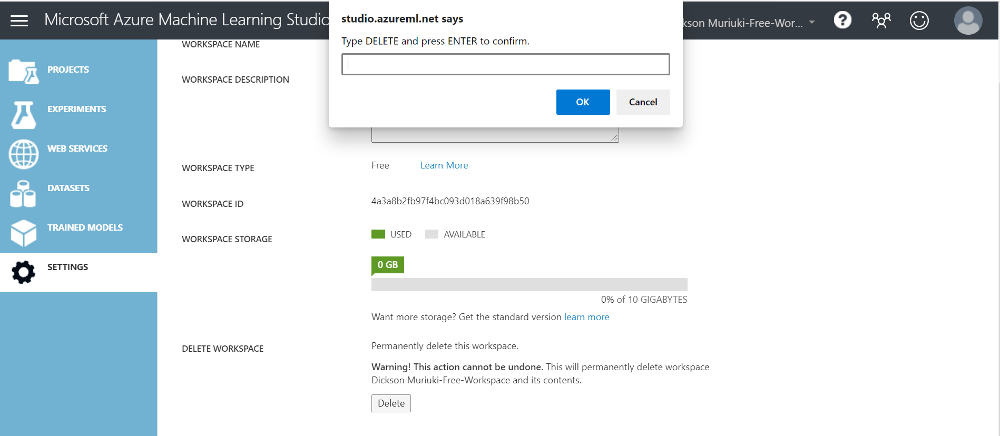 Microsoft Azure Machine Learning Studio
ckson Muriuki-Free-Wor...
?
studio.azureml.net says
Type DELETE and press ENTER to confirm.
OK
Cancel
PROJECTS
EXPERIMENTS
WEB SERVICES
DATASETS
TRAINED MODELS
SETTINGS
WORKSPACE NAME
WORKSPACE DESCRIPTION
WORKSPACE TYPE
Free Learn More
WORKSPACE ID
4a3a8b2fb97f4bc093d018a639f98b50
WORKSPACE STORAGE
USED AVAILABLE
0 GB
0% of 10 GIGABYTES
Want more storage? Get the standard version learn more
DELETE WORKSPACE
Permanently delete this workspace.
Warning! This action cannot be undone. This will permanently delete workspace
Dickson Muriuki-Free-Workspace and its contents.
Delete